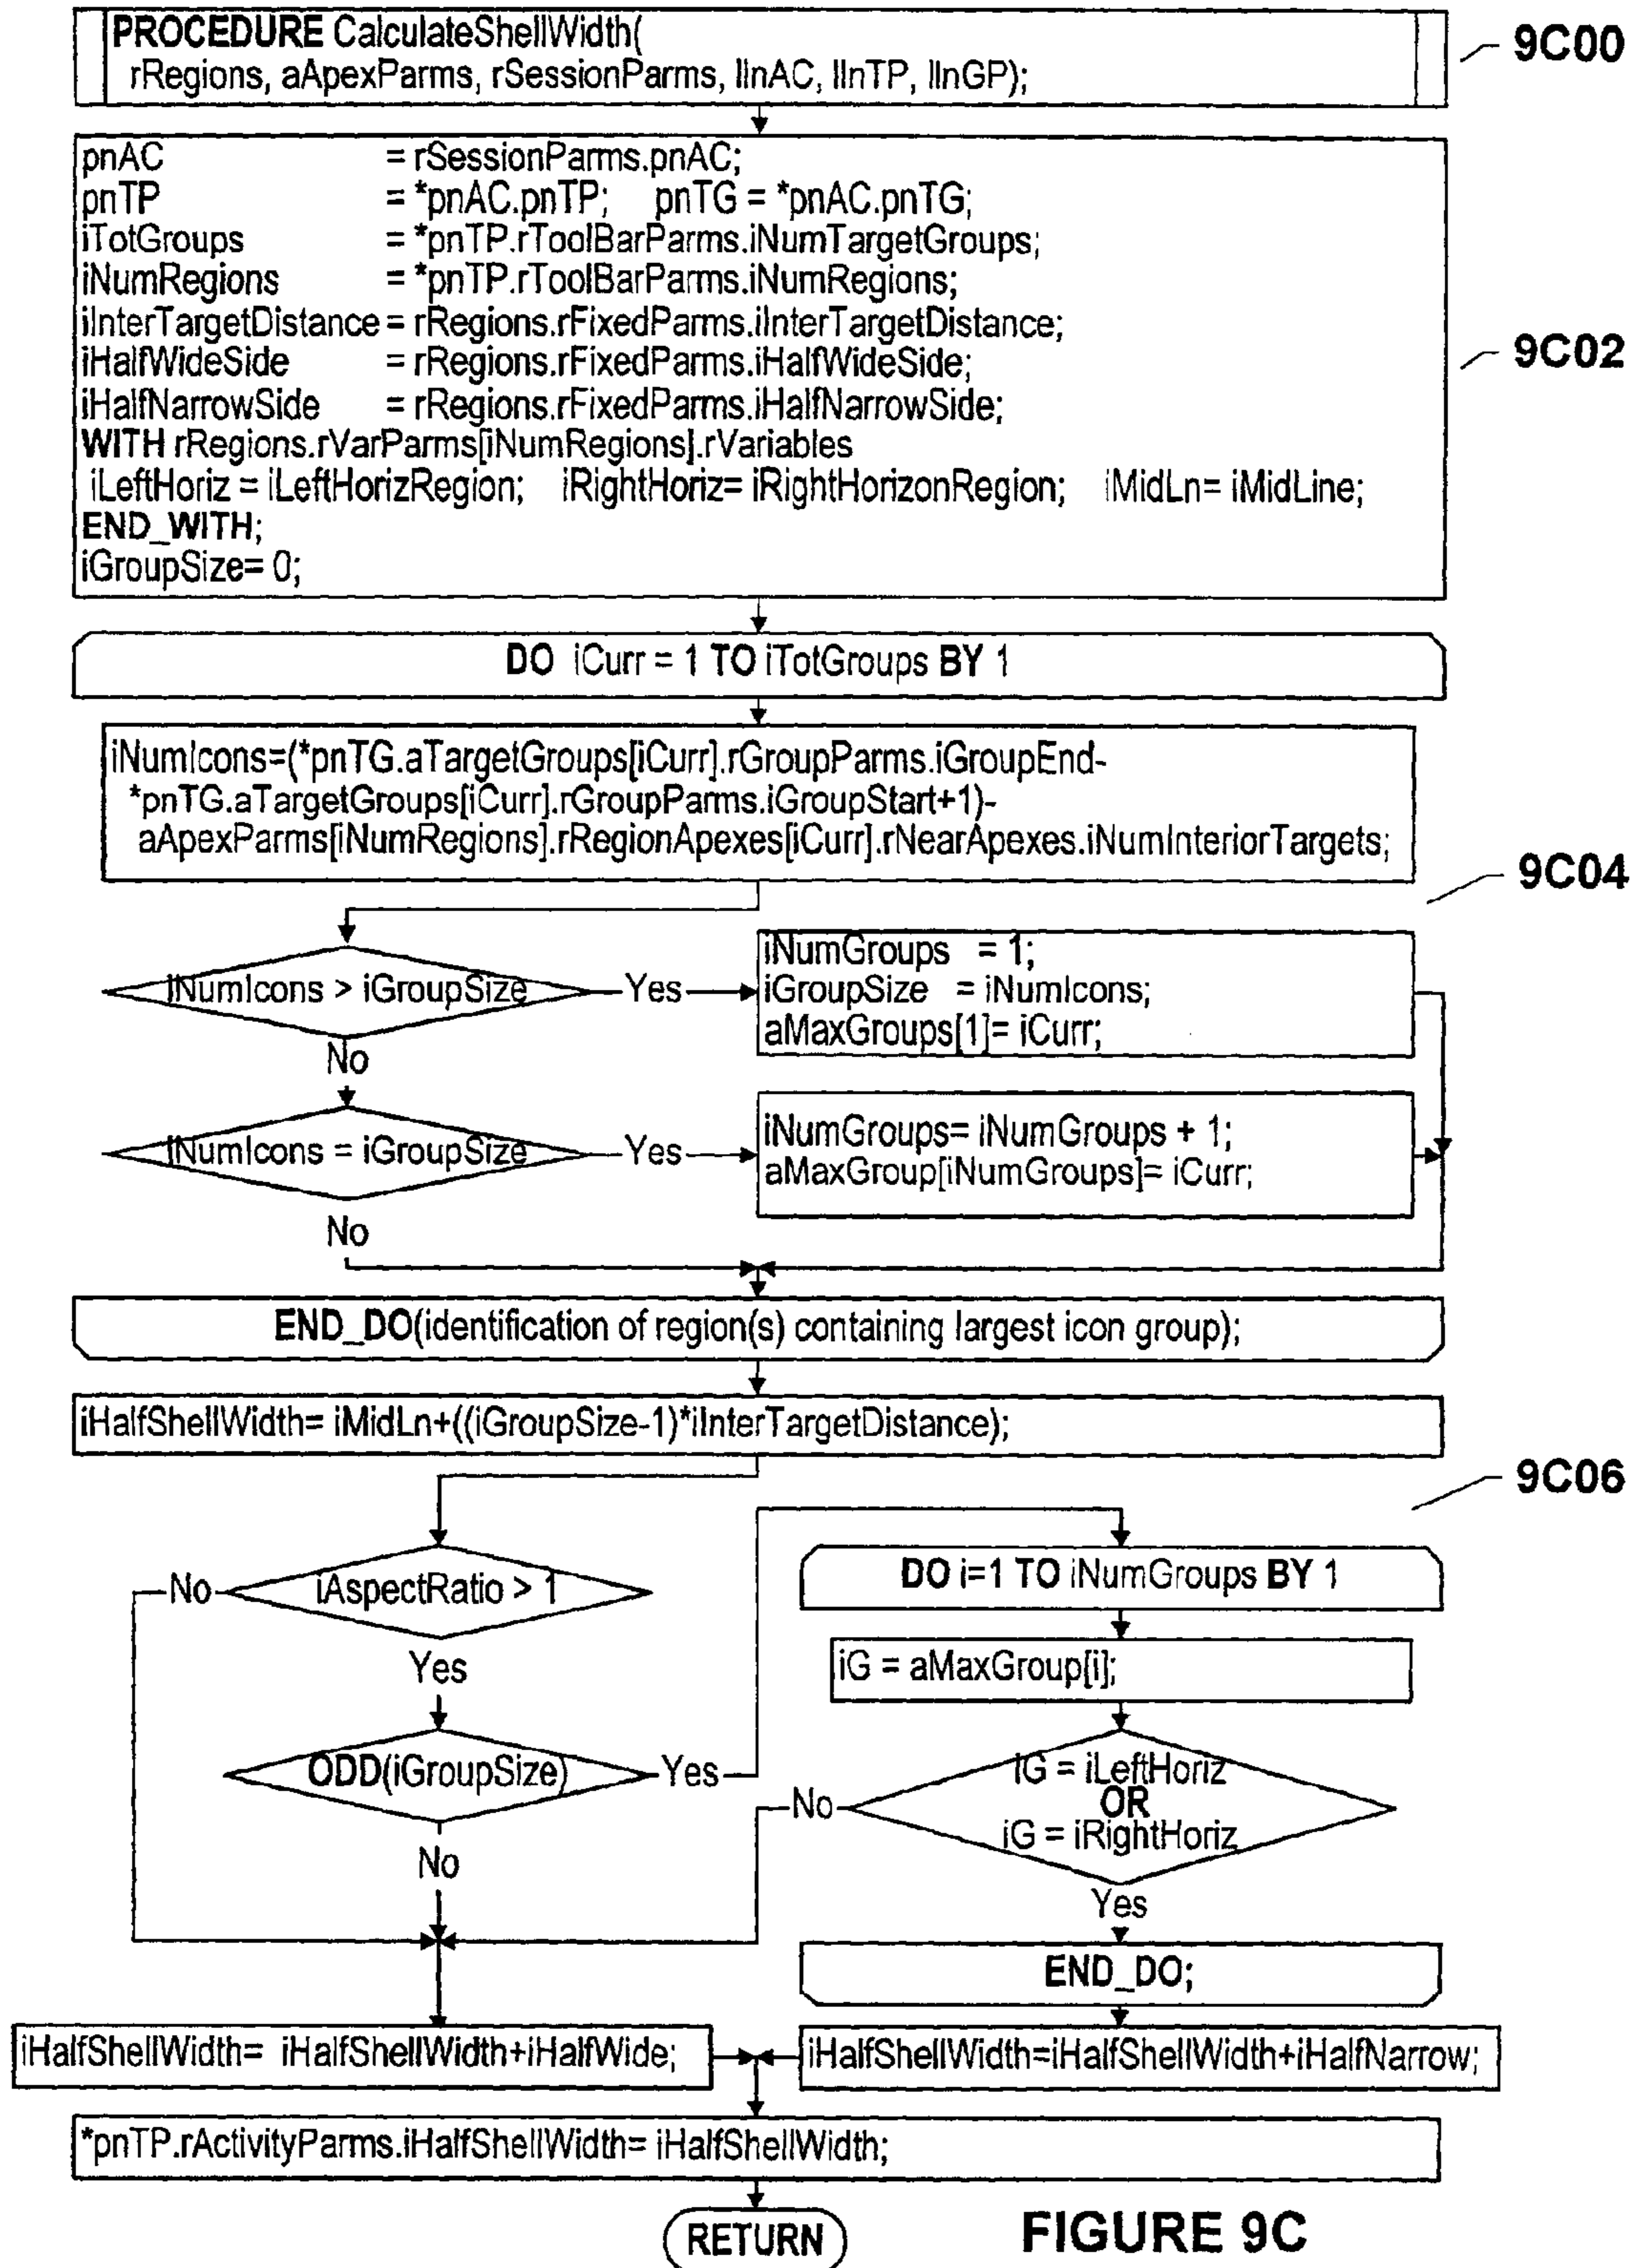 PROCEDURE CalculateShellWidth(
rRegions, aApexParms, rSessionParms, llnAC, llnTP, llnGP);
9C00
pnAC = rSessionParms.pnAC;
pnTP = *pnAC.pnTP; pnTG = *pnAC.pnTG;
iTotGroups = *pnTP.rToolBarParms.iNumTargetGroups;
iNumRegions = *pnTP.rToolBarParms.iNumRegions;
iInterTargetDistance = rRegions.rFixedParms.iInterTargetDistance;
iHalfWideSide = rRegions.rFixedParms.iHalfWideSide;
9C02
iHalfNarrowSide = rRegions.rFixedParms.iHalfNarrowSide;
WITH rRegions.rVarParms[iNumRegions].rVariables
iLeftHoriz = iLeftHorizRegion; iRightHoriz= iRightHorizonRegion; iMidLn= iMidLine;
END_WITH;
iGroupSize= 0;
DO iCurr = 1 TO iTotGroups BY 1
iNumIcons=(*pnTG.aTargetGroups[iCurr].rGroupParms.iGroupEnd-
*pnTG.aTargetGroups[iCurr].rGroupParms.iGroupStart+1)-
aApexParms[iNumRegions].rRegionApexes[iCurr].rNearApexes.iNumInteriorTargets;
9C04
iNumIcons > iGroupSize
Yes
iNumGroups = 1;
iGroupSize = iNumIcons;
aMaxGroups[1]= iCurr;
No
iNumIcons = iGroupSize
Yes
iNumGroups= iNumGroups + 1;
aMaxGroup[iNumGroups]= iCurr;
No
END_DO(identification of region(s) containing largest icon group);
iHalfShellWidth= iMidLn+((iGroupSize-1)*iInterTargetDistance);
9C06
No
iAspectRatio > 1
DO i=1 TO iNumGroups BY 1
Yes
iG = aMaxGroup[i];
ODD(iGroupSize)
Yes
iG = iLeftHoriz
OR
iG = iRightHoriz
No
No
Yes
END_DO;
iHalfShellWidth= iHalfShellWidth+iHalfWide;
iHalfShellWidth=iHalfShellWidth+iHalfNarrow;
*pnTP.rActivityParms.iHalfShellWidth= iHalfShellWidth;
RETURN
FIGURE 9C